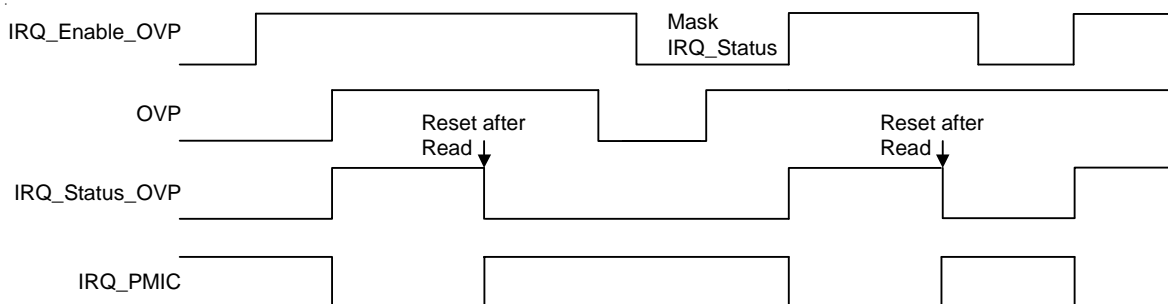 IRQ_Enable_OVP
Mask
IRQ_Status
OVP
Reset after
Read
Reset after
Read
IRQ_Status_OVP
IRQ_PMIC